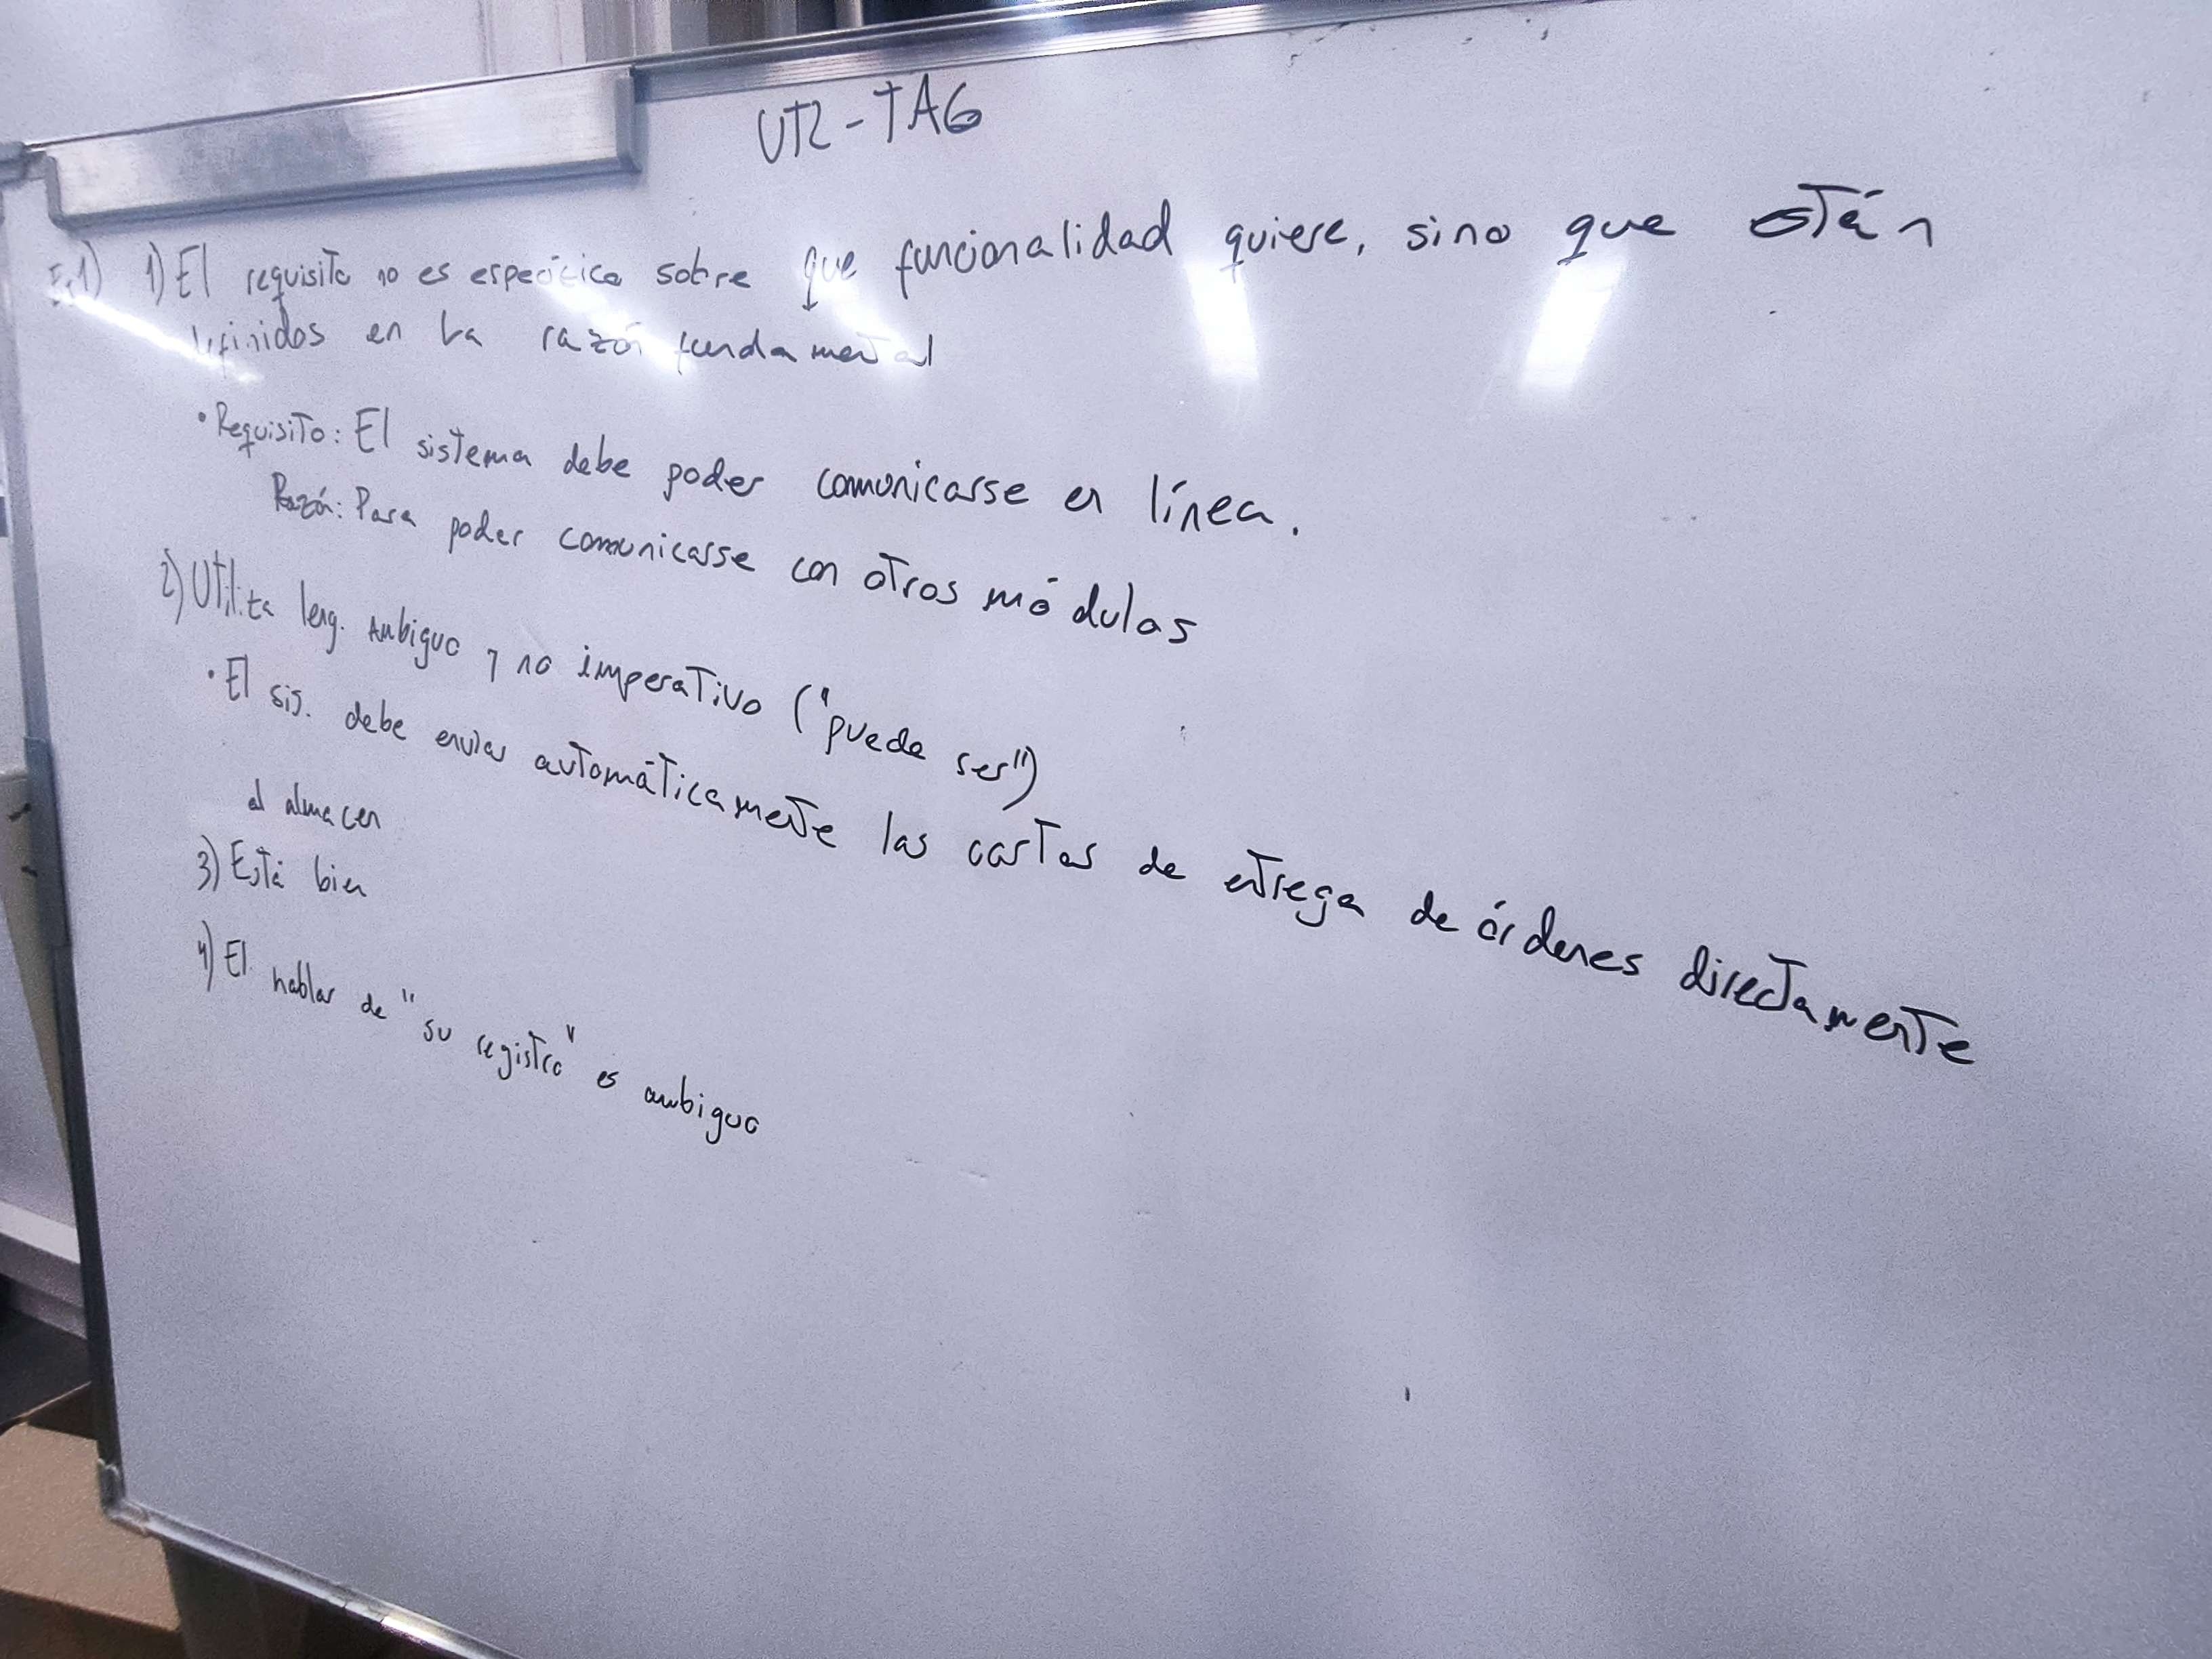 UT2-TA6
Ej1) 1) El requisito no es específico sobre que funcionalidad quiere, sino que están
definidos en la razón fundamental
• Requisito: El sistema debe poder comunicarse en línea.
Razón: Para poder comunicarse con otros módulos
2) Utiliza leng. ambiguo y no imperativo ("puede ser")
• El sis. debe enviar automáticamente las cartas de entrega de órdenes directamente
al almacen
3) Está bien
4) El hablar de "su registro" es ambiguo